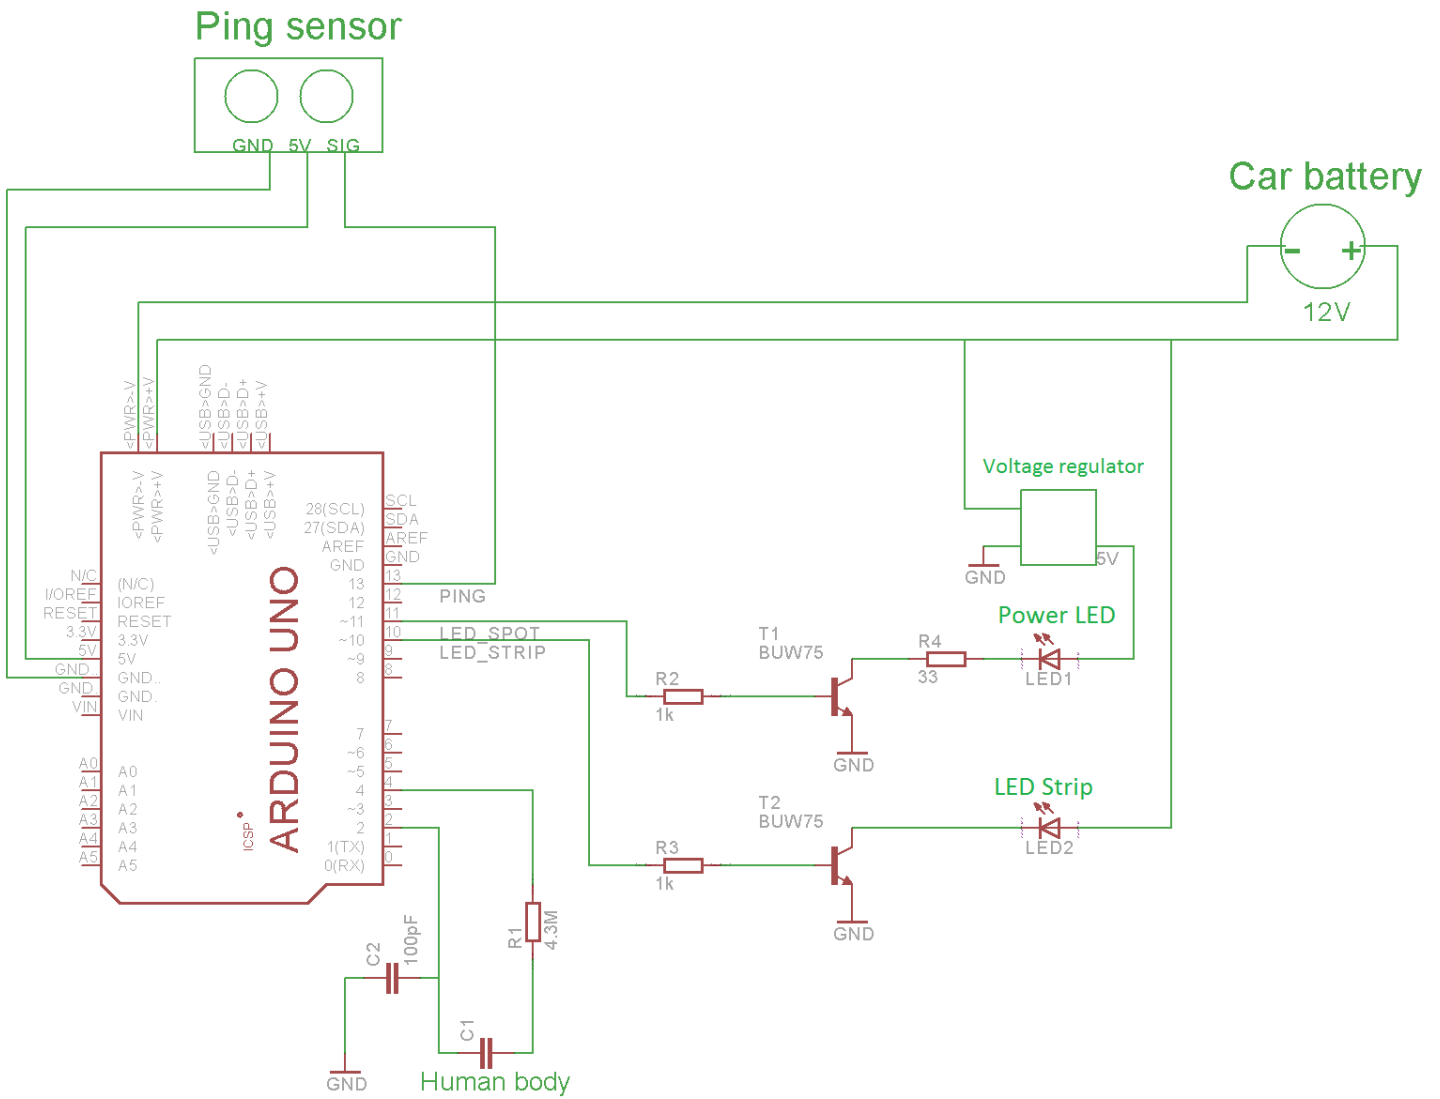 Ping sensor
GND 5V SIG
Car battery
- +
12V
<PWR>-V
<PWR>+V
<USB>GND
<USB>D-
<USB>D+
<USB>+V
<PWR>-V
<PWR>+V
<USB>GND
<USB>D-
<USB>D+
<USB>+V
28(SCL) SCL
27(SDA) SDA
AREF AREF
GND GND
N/C (N/C) 13 13
I/OREF IOREF 12 12
RESET RESET ~11 11
3.3V 3.3V ~10 10
5V 5V ~9 9
GND.. GND.. 8 8
GND. GND.
VIN VIN
7 7
~6 6
A0 A0 ~5 5
A1 A1 4 4
A2 A2 ~3 3
A3 A3 2 2
A4 A4 1(TX) 1
A5 A5 0(RX) 0
ARDUINO UNO
ICSP
PING
LED_SPOT
LED_STRIP
Voltage regulator
5V
GND
Power LED
T1
BUW75
R4
33
LED1
R2
1k
GND
LED Strip
T2
BUW75
LED2
R3
1k
GND
R1
4.3M
C2
100pF
C1
GND
Human body